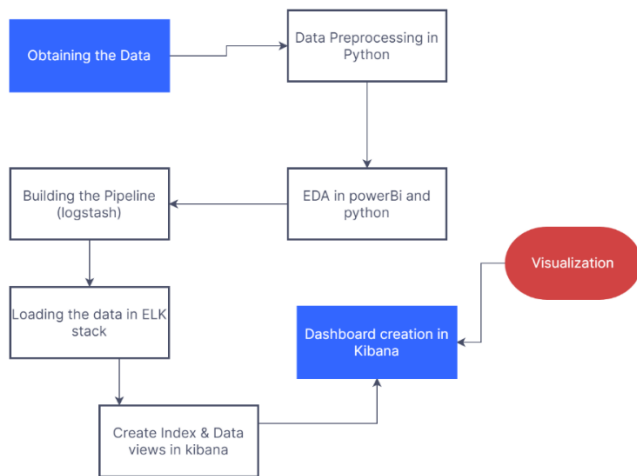 Obtaining the Data
Data Preprocessing in
Python
Building the Pipeline
(logstash)
EDA in powerBi and
python
Visualization
Loading the data in ELK
stack
Dashboard creation in
Kibana
Create Index & Data
views in kibana